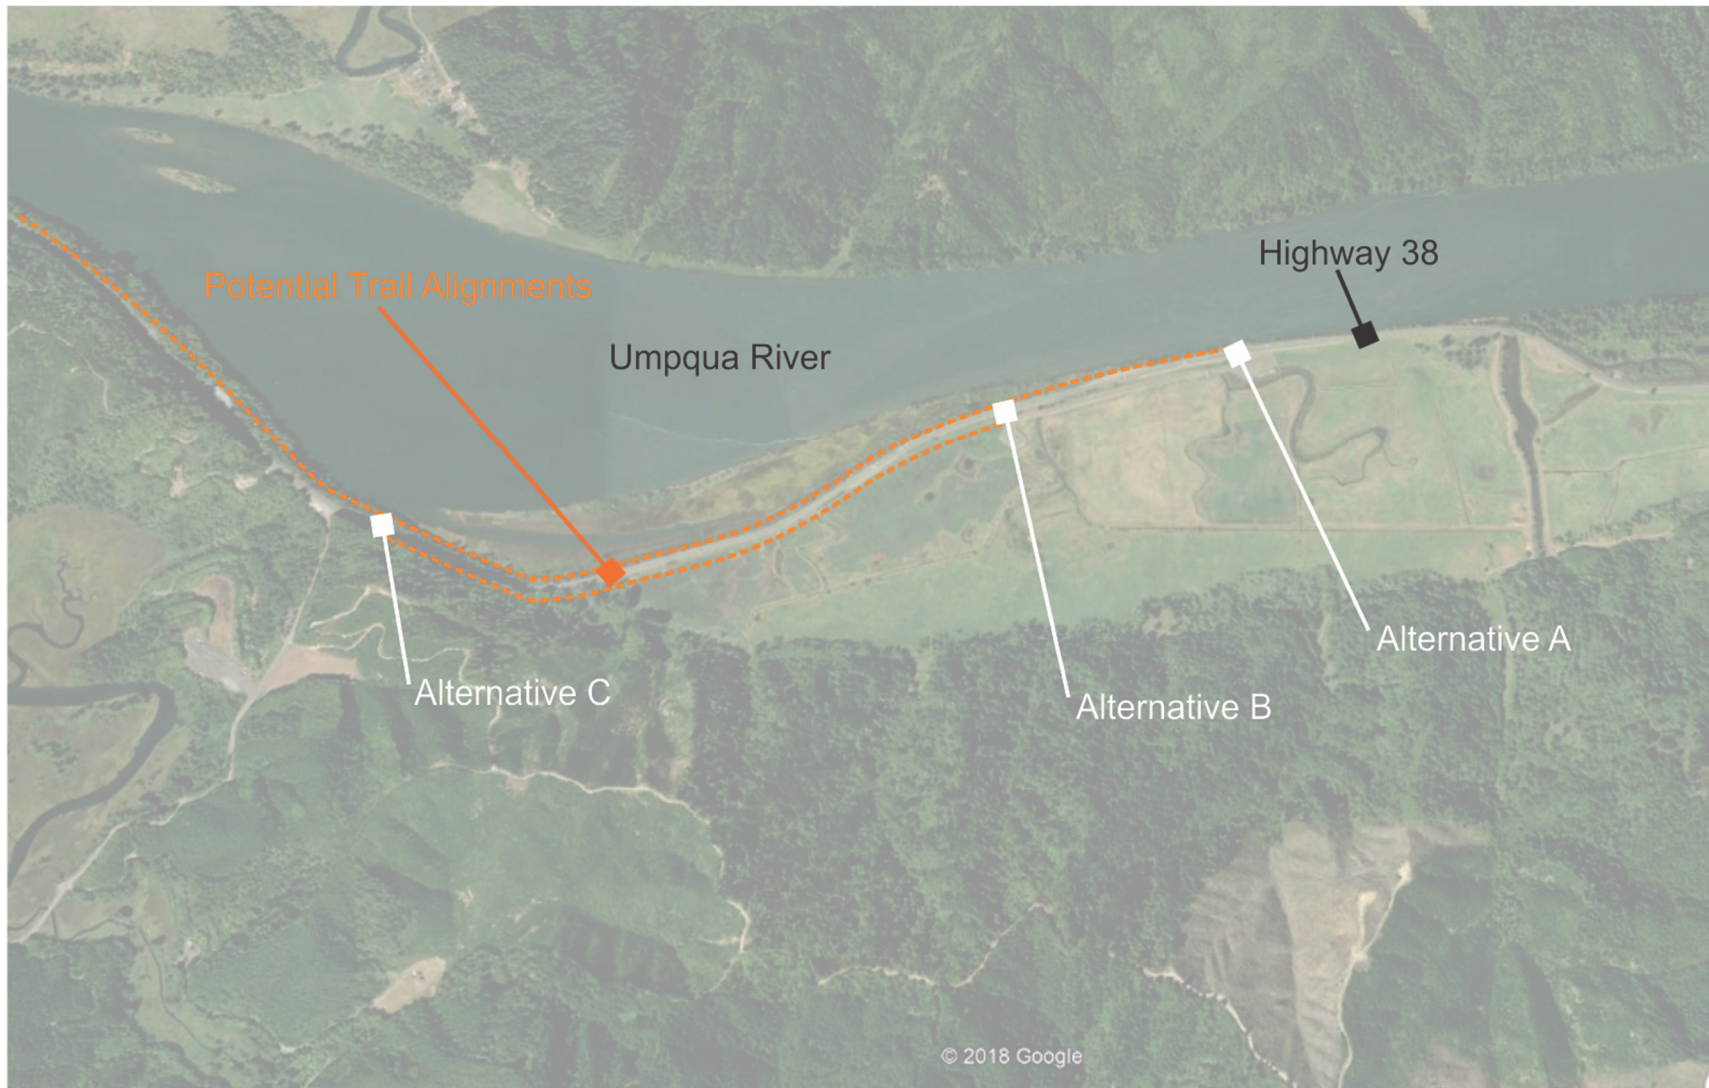 Highway 38
Potential Trail Alignments
Umpqua River
Alternative A
Alternative C
Alternative B
© 2018 Google